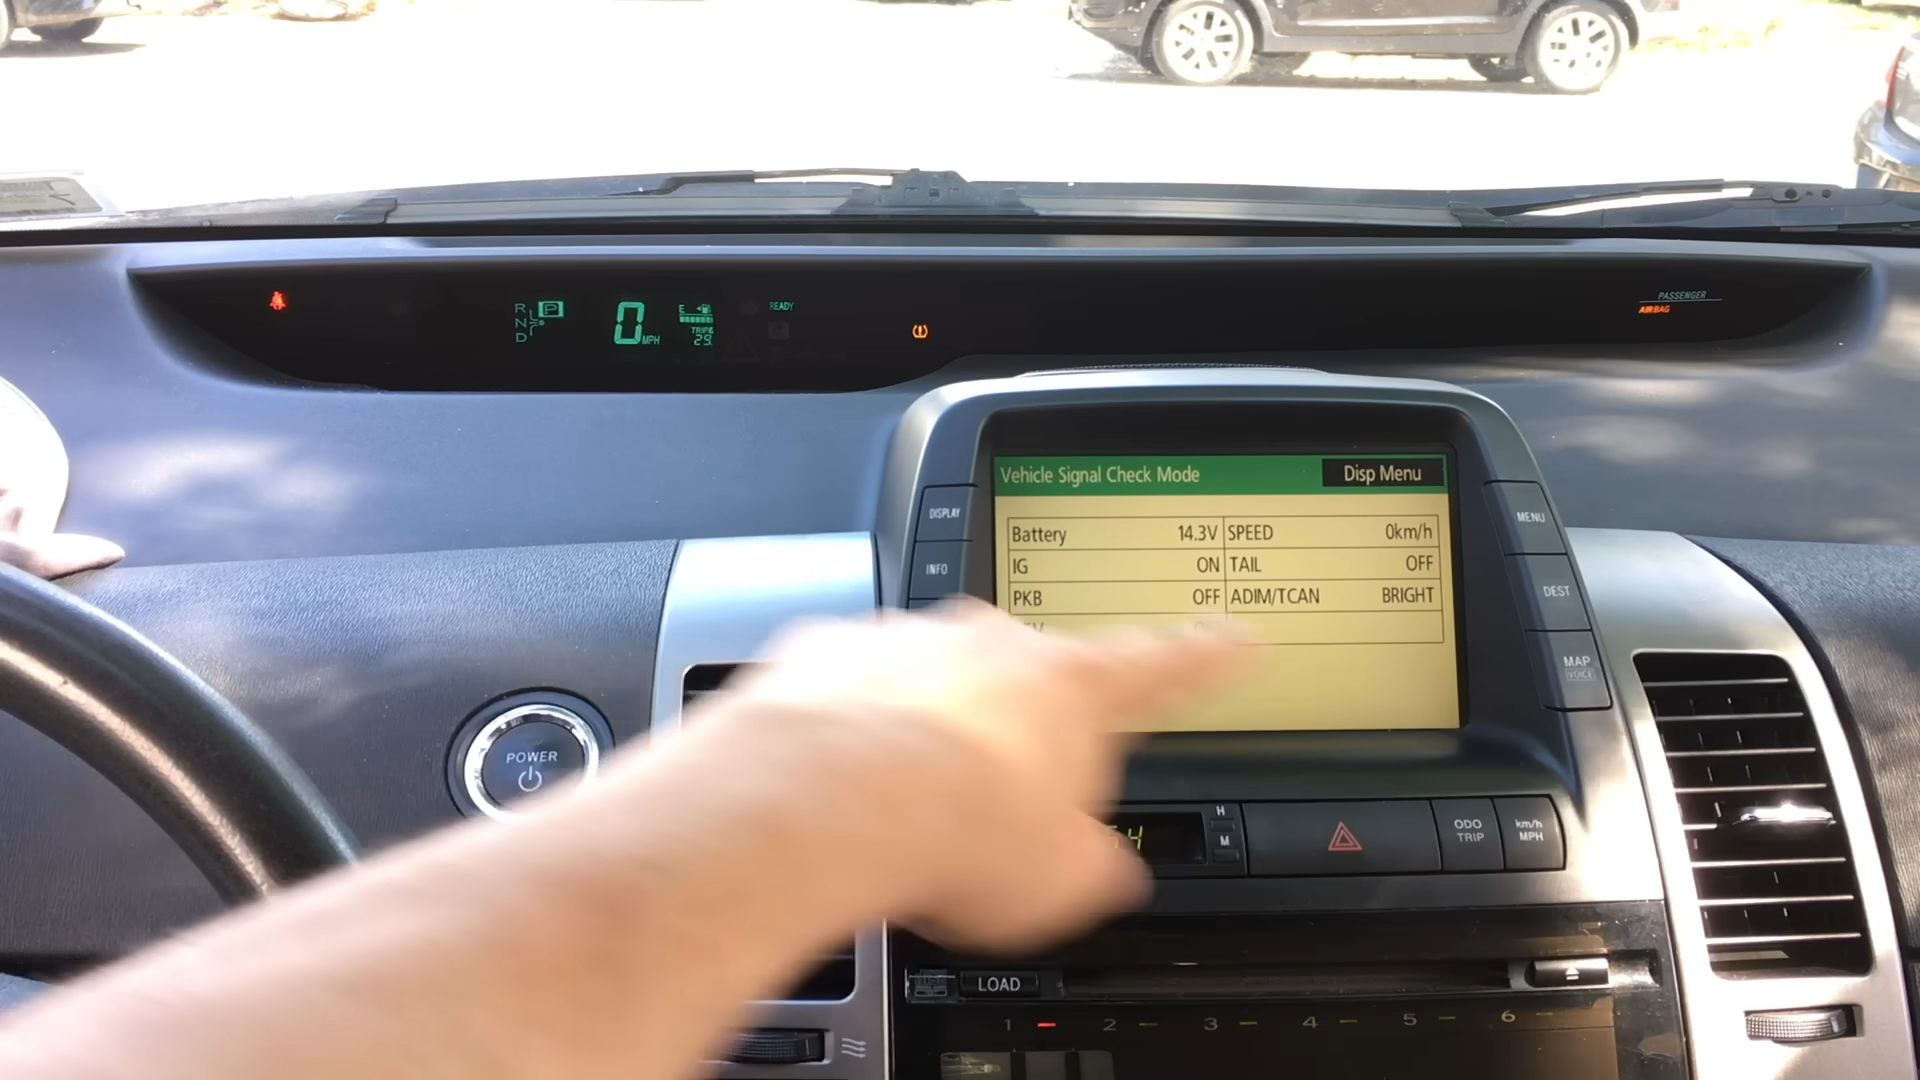 PASSENGER
AIRBAG
R P
N
D
0 MPH
E
TRIP
29
READY
Vehicle Signal Check Mode
Disp Menu
Battery 14.3V SPEED 0km/h
IG ON TAIL OFF
PKB OFF ADIM/TCAN BRIGHT
DISPLAY
INFO
MENU
DEST
MAP
VOICE
POWER
H
M
ODO
TRIP
km/h
MPH
LOAD
1 2 3 4 5 6